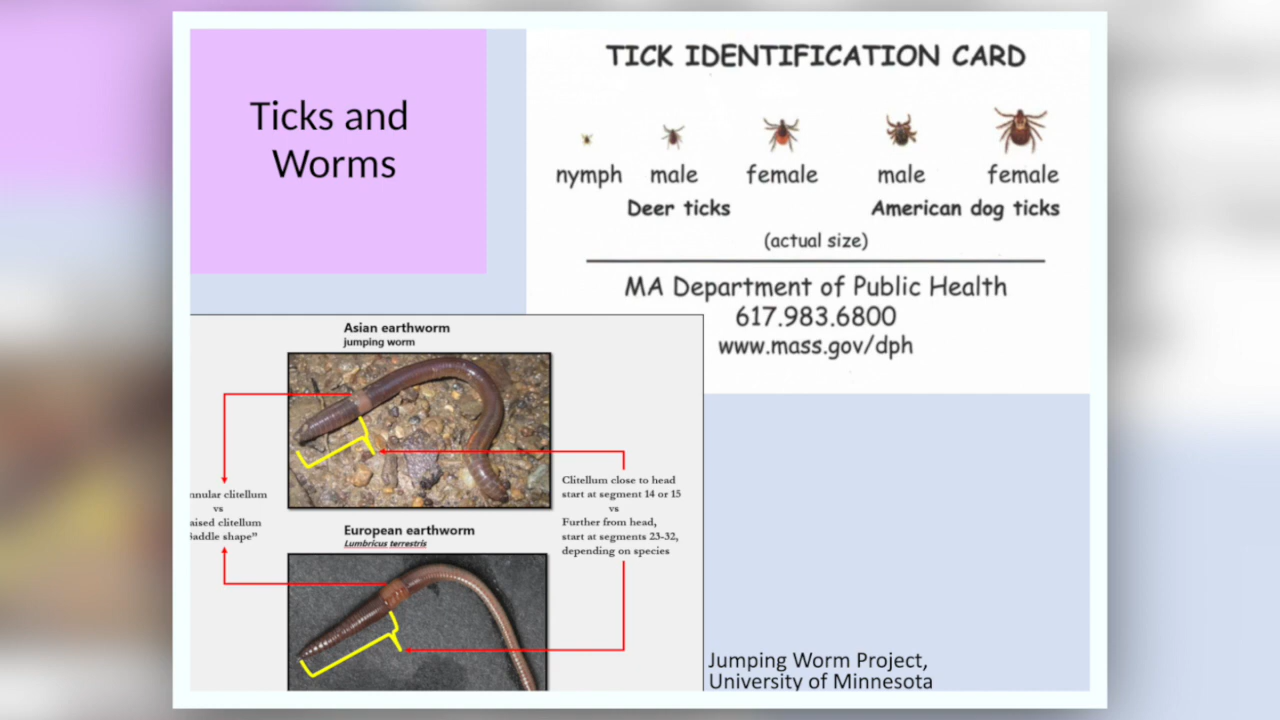 Ticks and
Worms
TICK IDENTIFICATION CARD
nymph male female male female
Deer ticks American dog ticks
(actual size)
MA Department of Public Health
617.983.6800
www.mass.gov/dph
Asian earthworm
jumping worm
nnular clitellum
vs
aised clitellum
addle shape”
Clitellum close to head
start at segment 14 or 15
vs
Further from head,
start at segments 23-32,
depending on species
European earthworm
Lumbricus terrestris
Jumping Worm Project,
University of Minnesota